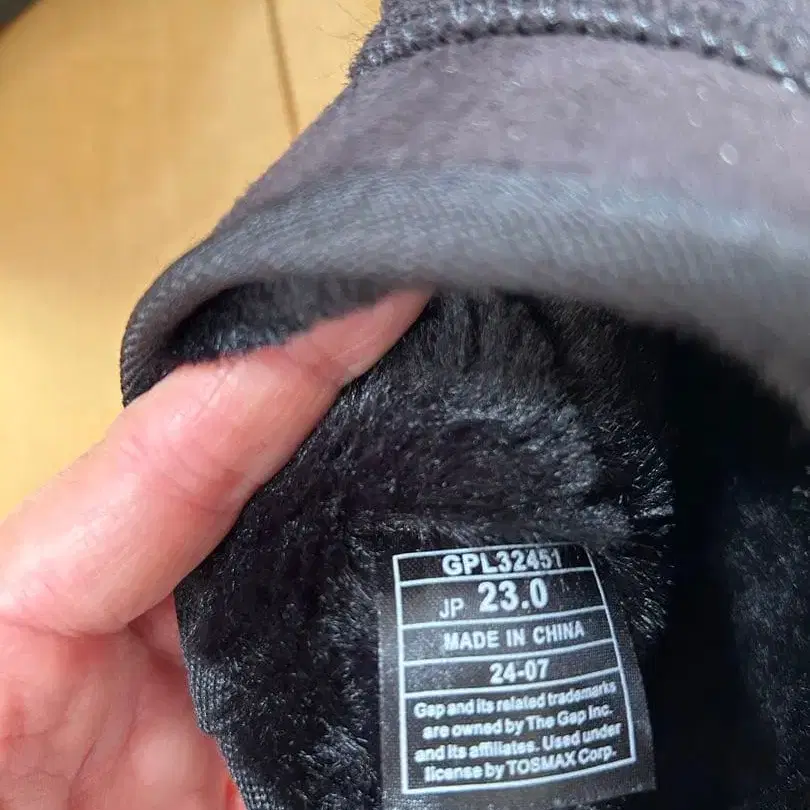 GPL32451
JP 23.0
MADE IN CHINA
24-07
Gap and its related trademarks
are owned by The Gap Inc.
and its affiliates. Used under
license by TOSMAX Corp.